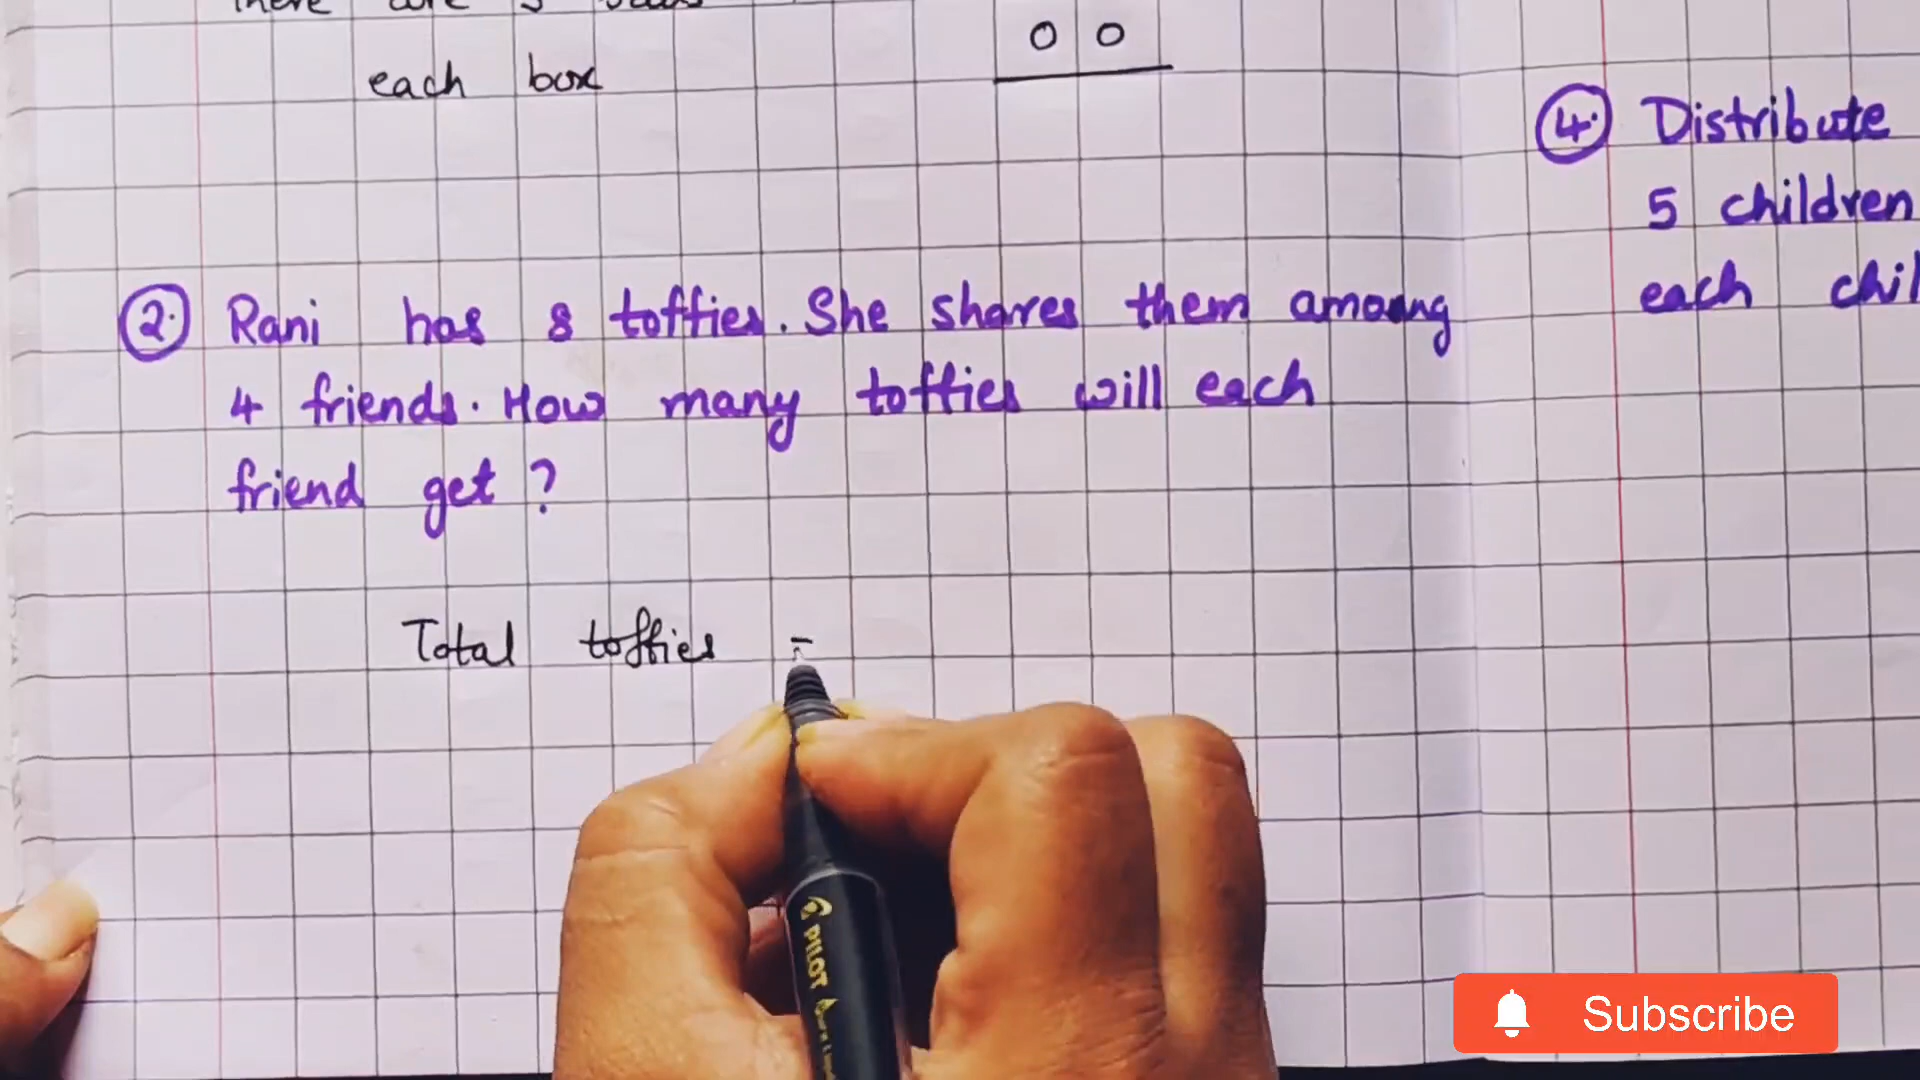 each box
0 0
2. Rani has 8 toffies. She shares them among
4 friends. How many toffies will each
friend get ?
Total toffies =
4. Distribute
5 children
each chil
PILOT
Subscribe